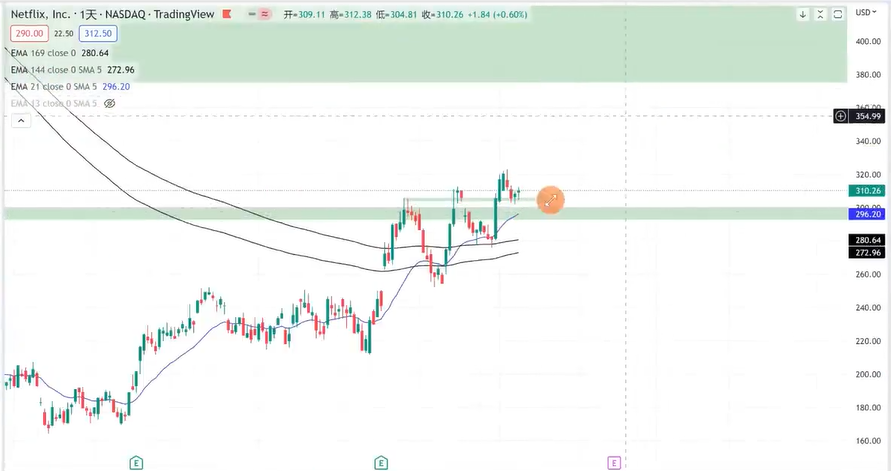 Netflix, Inc. · 1天 · NASDAQ · TradingView 开=309.11 高=312.38 低=304.81 收=310.26 +1.84 (+0.60%)
USD
290.00 22.50 312.50
EMA 169 close 0 280.64
EMA 144 close 0 SMA 5 272.96
EMA 21 close 0 SMA 5 296.20
EMA 13 close 0 SMA 5
400.00
380.00
360.00
354.99
340.00
320.00
310.26
300.00
296.20
280.64
272.96
260.00
240.00
220.00
200.00
180.00
160.00
E E E